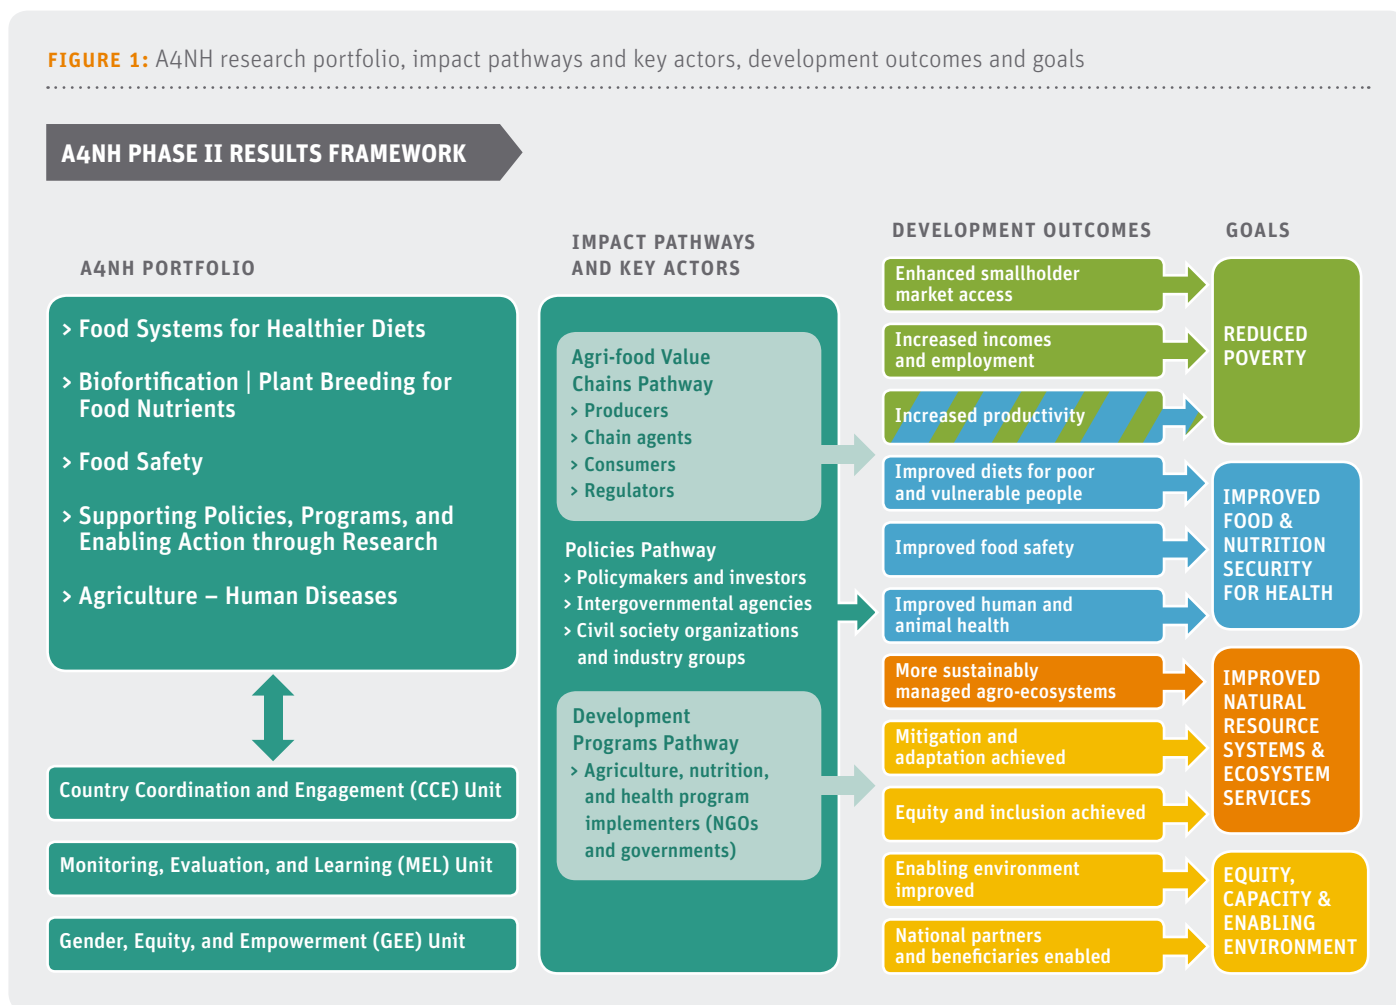 FIGURE 1: A4NH research portfolio, impact pathways and key actors, development outcomes and goals
A4NH PHASE II RESULTS FRAMEWORK
A4NH PORTFOLIO
> Food Systems for Healthier Diets
> Biofortification | Plant Breeding for
Food Nutrients
> Food Safety
> Supporting Policies, Programs, and
Enabling Action through Research
> Agriculture – Human Diseases
Country Coordination and Engagement (CCE) Unit
Monitoring, Evaluation, and Learning (MEL) Unit
Gender, Equity, and Empowerment (GEE) Unit
IMPACT PATHWAYS
AND KEY ACTORS
Agri-food Value
Chains Pathway
> Producers
> Chain agents
> Consumers
> Regulators
Policies Pathway
> Policymakers and investors
> Intergovernmental agencies
> Civil society organizations
and industry groups
Development
Programs Pathway
> Agriculture, nutrition,
and health program
implementers (NGOs
and governments)
DEVELOPMENT OUTCOMES
Enhanced smallholder
market access
Increased incomes
and employment
Increased productivity
Improved diets for poor
and vulnerable people
Improved food safety
Improved human and
animal health
More sustainably
managed agro-ecosystems
Mitigation and
adaptation achieved
Equity and inclusion achieved
Enabling environment
improved
National partners
and beneficiaries enabled
GOALS
REDUCED
POVERTY
IMPROVED
FOOD &
NUTRITION
SECURITY
FOR HEALTH
IMPROVED
NATURAL
RESOURCE
SYSTEMS &
ECOSYSTEM
SERVICES
EQUITY,
CAPACITY &
ENABLING
ENVIRONMENT